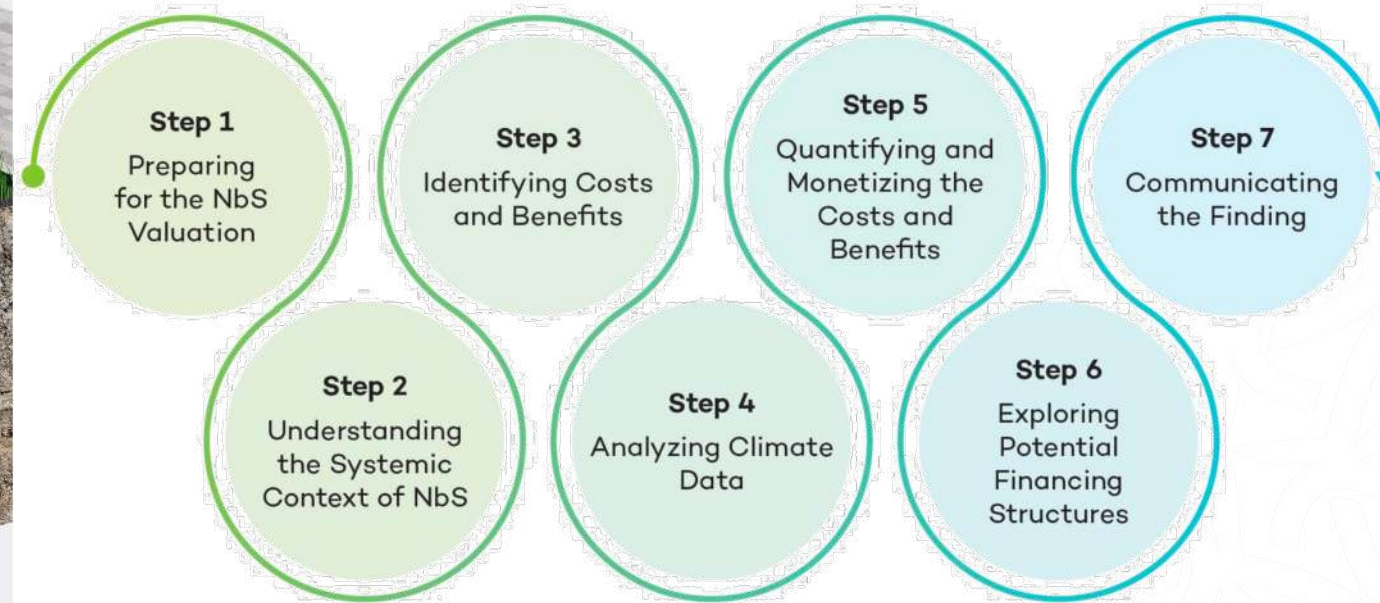 Step 1
Preparing
for the NbS
Valuation
Step 2
Understanding
the Systemic
Context of NbS
Step 3
Identifying Costs
and Benefits
Step 4
Analyzing Climate
Data
Step 5
Quantifying and
Monetizing the
Costs and
Benefits
Step 6
Exploring
Potential
Financing
Structures
Step 7
Communicating
the Finding